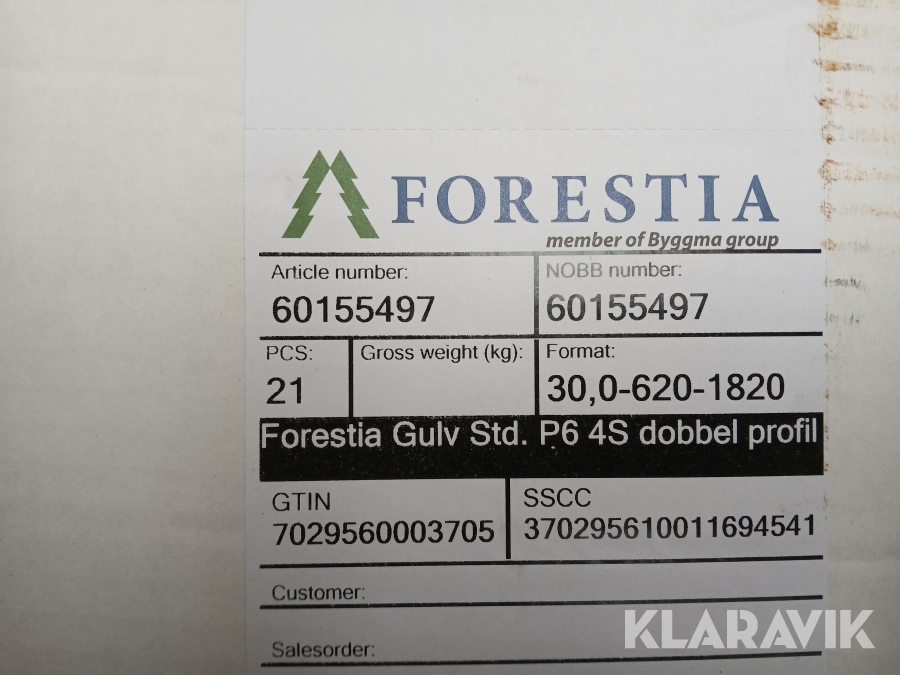 FORESTIA
member of Byggma group
Article number:
60155497
NOBB number:
60155497
PCS:
21
Gross weight (kg):
Format:
30,0-620-1820
Forestia Gulv Std. P6 4S dobbel profil
GTIN
7029560003705
SSCC
370295610011694541
Customer:
Salesorder:
KLARAVIK